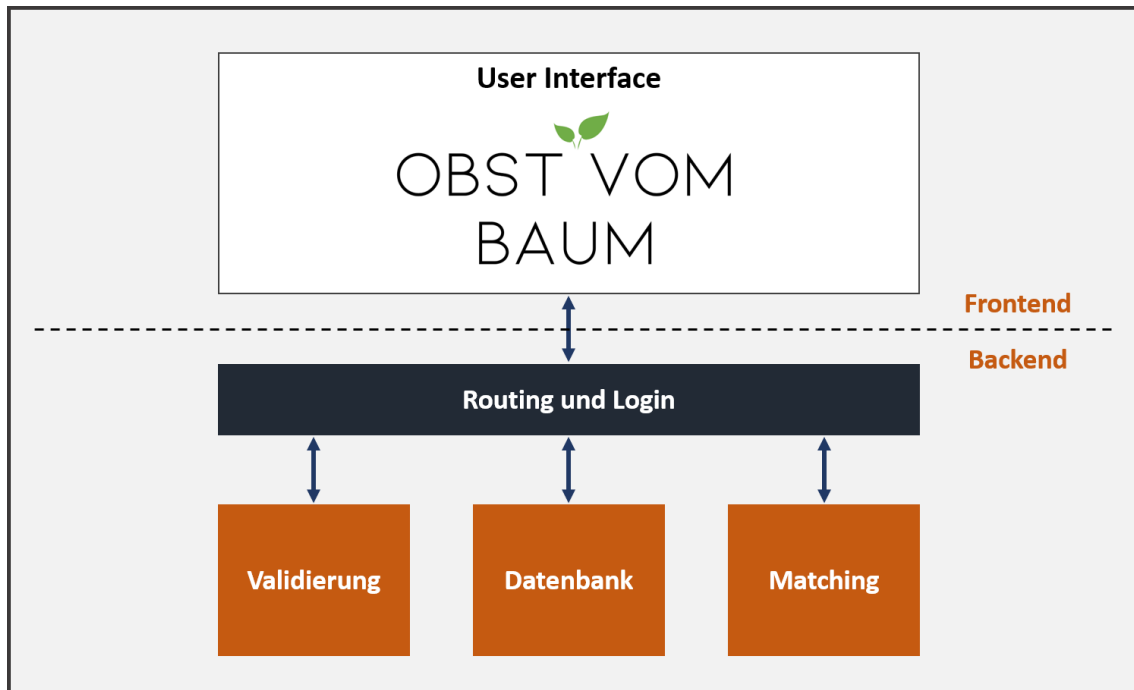 User Interface
OBST VOM
BAUM
Frontend
Backend
Routing und Login
Validierung
Datenbank
Matching